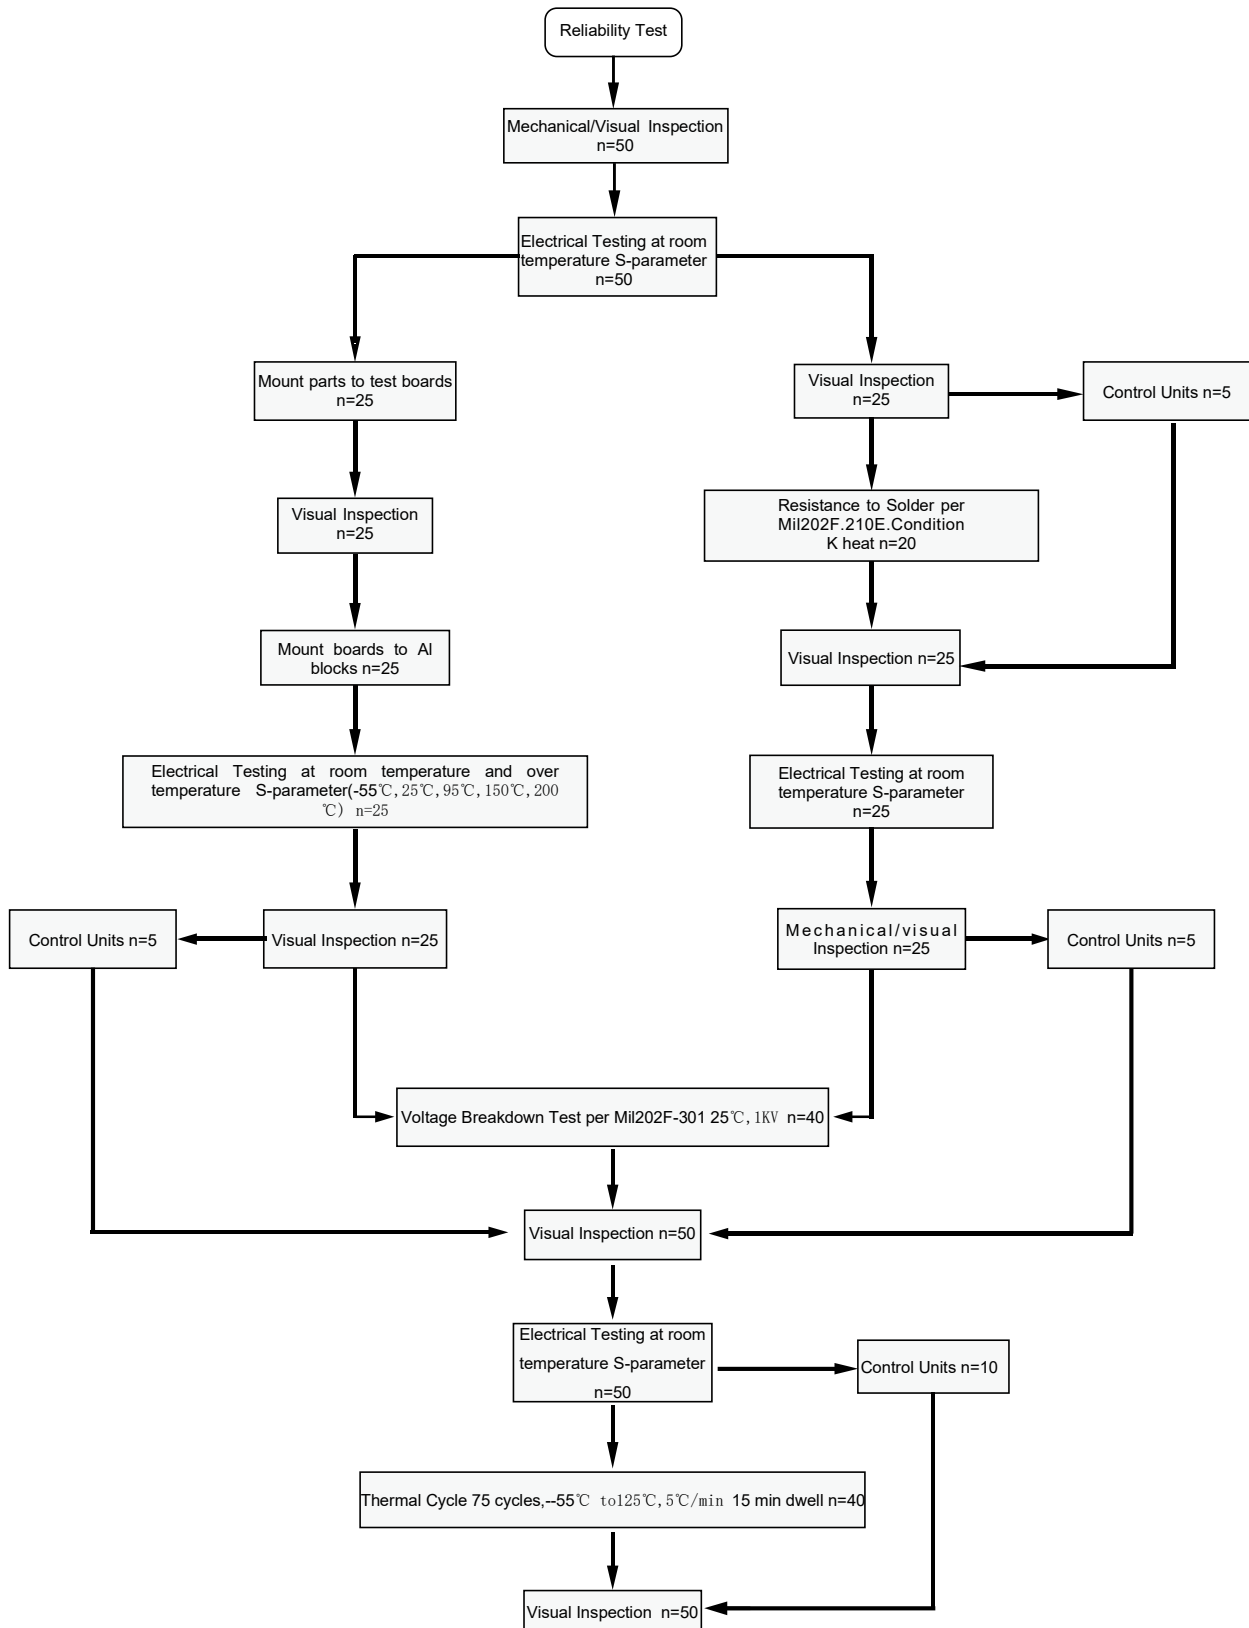 Reliability Test
Mechanical/Visual Inspection
n=50
Electrical Testing at room
temperature S-parameter
n=50
Mount parts to test boards
n=25
Visual Inspection
n=25
Control Units n=5
Visual Inspection
n=25
Resistance to Solder per
Mil202F.210E.Condition
K heat n=20
Mount boards to Al
blocks n=25
Visual Inspection n=25
Electrical Testing at room temperature and over
temperature S-parameter(-55℃,25℃,95℃,150℃,200
℃) n=25
Electrical Testing at room
temperature S-parameter
n=25
Control Units n=5
Visual Inspection n=25
Mechanical/visual
Inspection n=25
Control Units n=5
Voltage Breakdown Test per Mil202F-301 25℃,1KV n=40
Visual Inspection n=50
Electrical Testing at room
temperature S-parameter
n=50
Control Units n=10
Thermal Cycle 75 cycles,--55℃ to125℃,5℃/min 15 min dwell n=40
Visual Inspection n=50